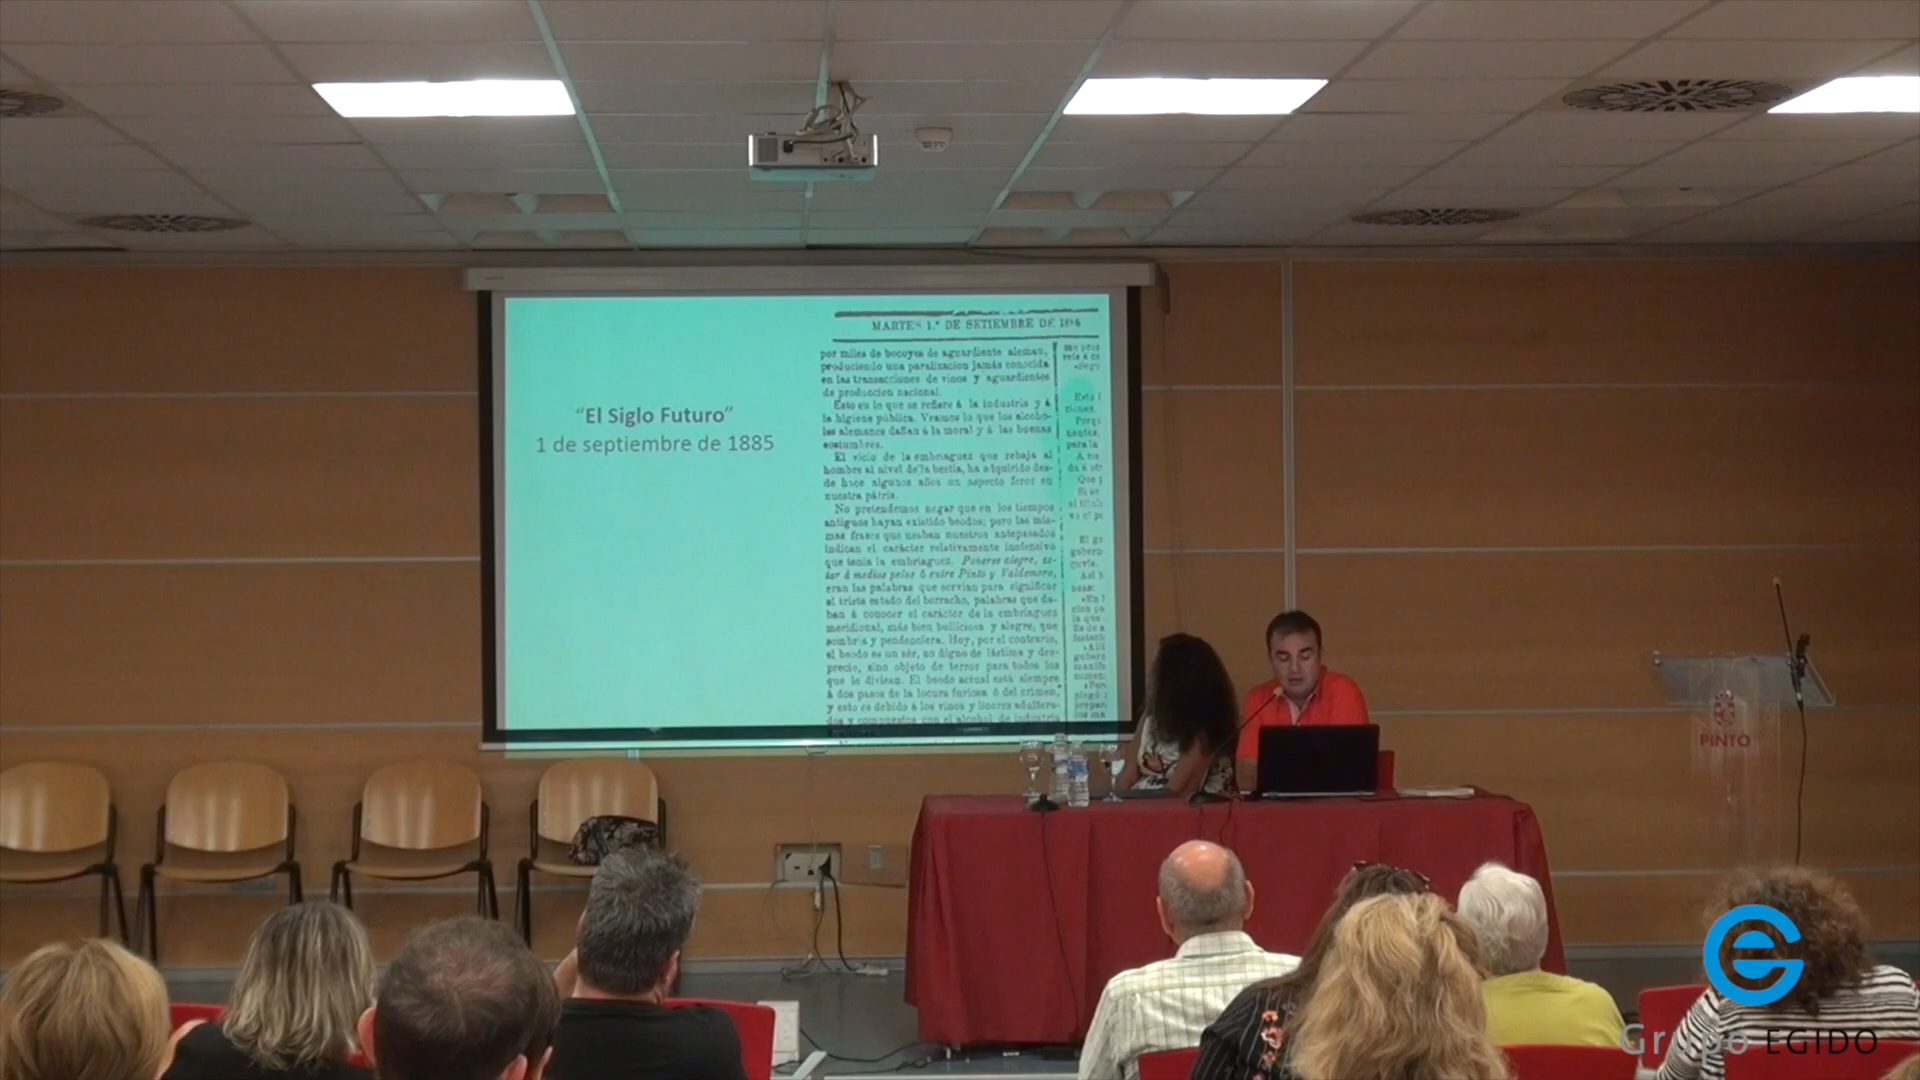 “El Siglo Futuro”
1 de septiembre de 1885
MARTES 1.º DE SETIEMBRE DE
por miles de bocoyes de aguardiente aleman,
produciendo una paralizacion jamás conocida
en las transacciones de vinos y aguardientes
de produccion nacional.
Esto en lo que se refiere á la industria y á
la higiene pública. Veamos lo que los alcoho-
les alemanes dañan á la moral y á las buenas
costumbres.
El vicio de la embriaguez que rebaja al
hombre al nivel de la bestia, ha adquirido des-
de hace algunos años un aspecto feroz en
nuestra pátria.
No pretendemos negar que en los tiempos
antiguos hayan existido beodos; pero las mis-
mas frases que usaban nuestros antepasados
indican el carácter relativamente inofensivo
que tenia la embriaguez. Ponerse alegre, es-
tar á medios pelos ó entre Pinto y Valdemoro,
eran las palabras que servian para significar
el triste estado del borracho, palabras que da-
ban á conocer el carácter de la embriaguez
meridional, más bien bulliciosa y alegre, que
sombría y pendenciera. Hoy, por el contrario,
el beodo es un sér, no digno de lástima y des-
precio, sino objeto de terror para todos los
que le divisan. El beodo actual está siempre
á dos pasos de la locura furiosa ó del crimen,
y esto es debido á los vinos y licores adultera-
dos y compuestos con el alcohol de industria
PINTO
Grupo EGIDO